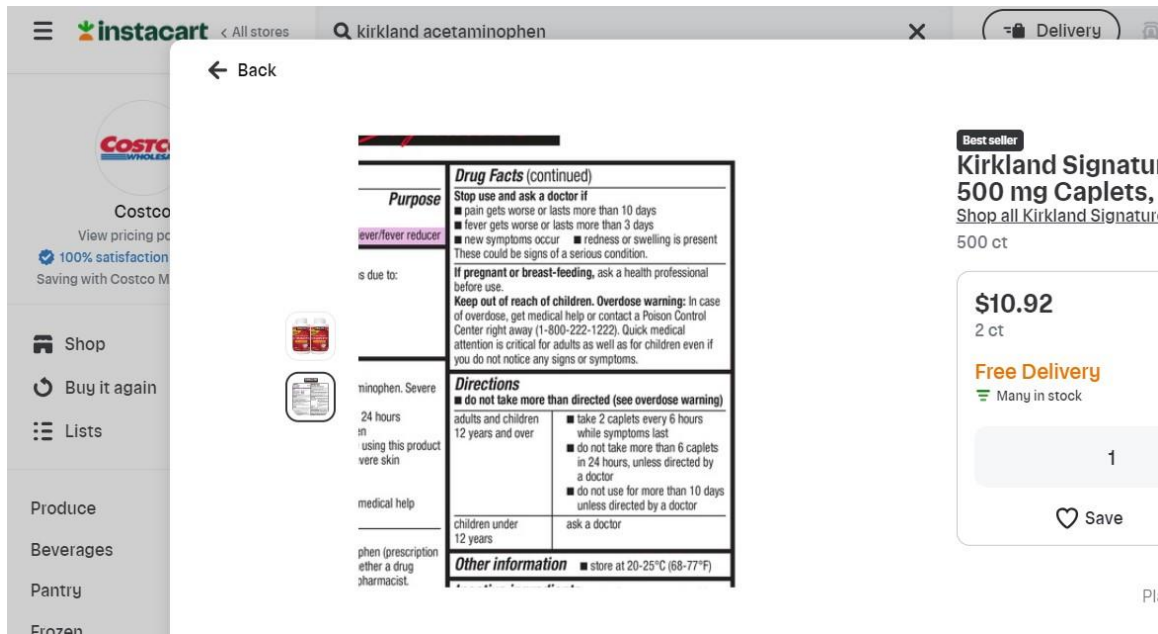 instacart
All stores
kirkland acetaminophen
Delivery
Back
COSTCO
WHOLESALE
Costco
View pricing po
100% satisfaction
Saving with Costco M
Shop
Buy it again
Lists
Produce
Beverages
Pantry
Frozen
Purpose
ever/fever reducer
s due to:
minophen. Severe
24 hours
en
using this product
vere skin
medical help
phen (prescription
ether a drug
pharmacist.
Drug Facts (continued)
Stop use and ask a doctor if
■ pain gets worse or lasts more than 10 days
■ fever gets worse or lasts more than 3 days
■ new symptoms occur ■ redness or swelling is present
These could be signs of a serious condition.
If pregnant or breast-feeding, ask a health professional
before use.
Keep out of reach of children. Overdose warning: In case
of overdose, get medical help or contact a Poison Control
Center right away (1-800-222-1222). Quick medical
attention is critical for adults as well as for children even if
you do not notice any signs or symptoms.
Directions
■ do not take more than directed (see overdose warning)
adults and children
12 years and over
■ take 2 caplets every 6 hours
while symptoms last
■ do not take more than 6 caplets
in 24 hours, unless directed by
a doctor
■ do not use for more than 10 days
unless directed by a doctor
children under
12 years
ask a doctor
Other information ■ store at 20-25°C (68-77°F)
Best seller
Kirkland Signatur
500 mg Caplets,
Shop all Kirkland Signature
500 ct
$10.92
2 ct
Free Delivery
Many in stock
1
Save
Pl